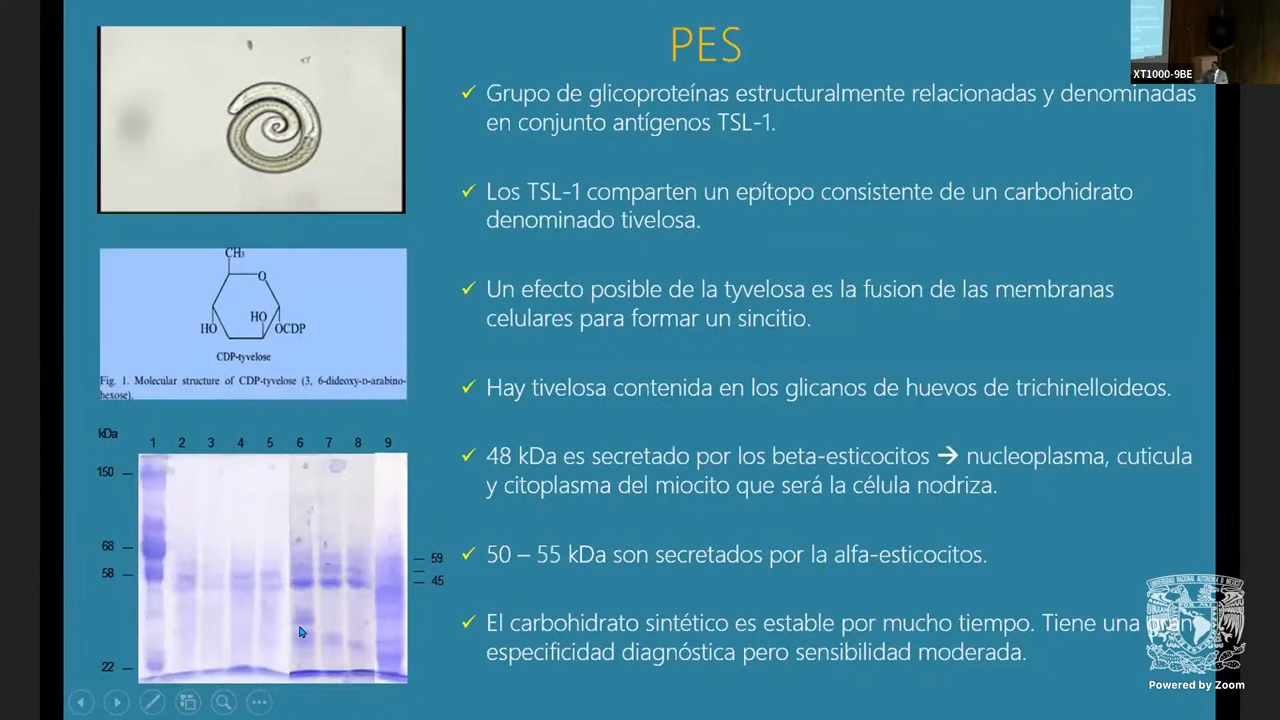 PES
XT1000-9BE
Grupo de glicoproteínas estructuralmente relacionadas y denominadas
en conjunto antígenos TSL-1.
Los TSL-1 comparten un epítopo consistente de un carbohidrato
denominado tivelosa.
Un efecto posible de la tyvelosa es la fusion de las membranas
celulares para formar un sincitio.
Hay tivelosa contenida en los glicanos de huevos de trichinelloideos.
48 kDa es secretado por los beta-esticocitos → nucleoplasma, cuticula
y citoplasma del miocito que será la célula nodriza.
50 – 55 kDa son secretados por la alfa-esticocitos.
El carbohidrato sintético es estable por mucho tiempo. Tiene una gran
especificidad diagnóstica pero sensibilidad moderada.
CH₃
O
HO
HO
OCDP
CDP-tyvelose
Fig. 1. Molecular structure of CDP-tyvelose (3, 6-dideoxy-D-arabino-
hexose).
kDa
1 2 3 4 5 6 7 8 9
150
68
58
22
59
45
Powered by Zoom